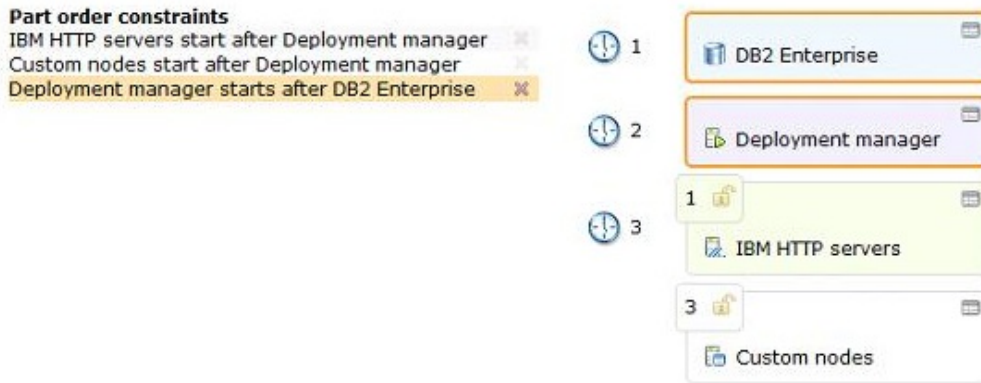 Part order constraints
IBM HTTP servers start after Deployment manager
Custom nodes start after Deployment manager
Deployment manager starts after DB2 Enterprise
1
DB2 Enterprise
2
Deployment manager
1
3
IBM HTTP servers
3
Custom nodes